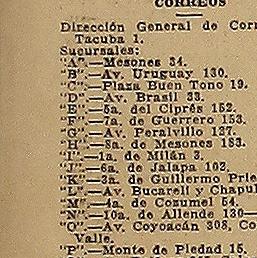 CORREOS
Dirección General de Corr
Tacuba 1.
Sucursales:
"A".—Mesones 34.
"B".—Av. Uruguay 130.
"C".—Plaza Buen Tono 19.
"D".—Av. Brasil 33.
"E".—5a. del Ciprés 152.
"F".—7a. de Guerrero 153.
"G".—Av. Peralvillo 127.
"H".—8a. de Mesones 183.
"I".—1a. de Milán 3.
"J".—6a. de Jalapa 102.
"K".—3a. de Guillermo Prie
"L".—Av. Bucareli y Chapul
"M".—4a. de Cozumel 54.
"N".—10a. de Allende 130—
"O".—Av. Coyoacán 308, Co
Valle.
"P".—Monte de Piedad 15.